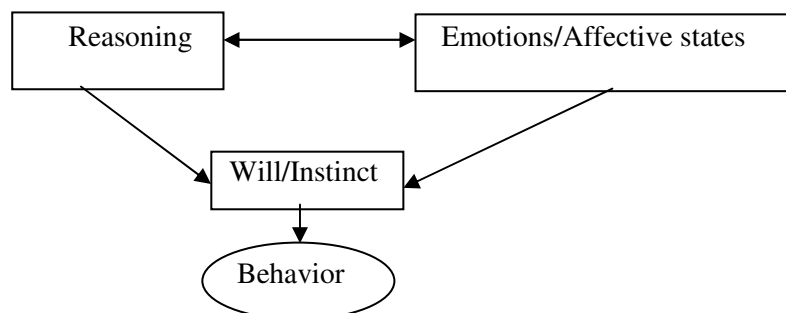 Reasoning
Emotions/Affective states
Will/Instinct
Behavior